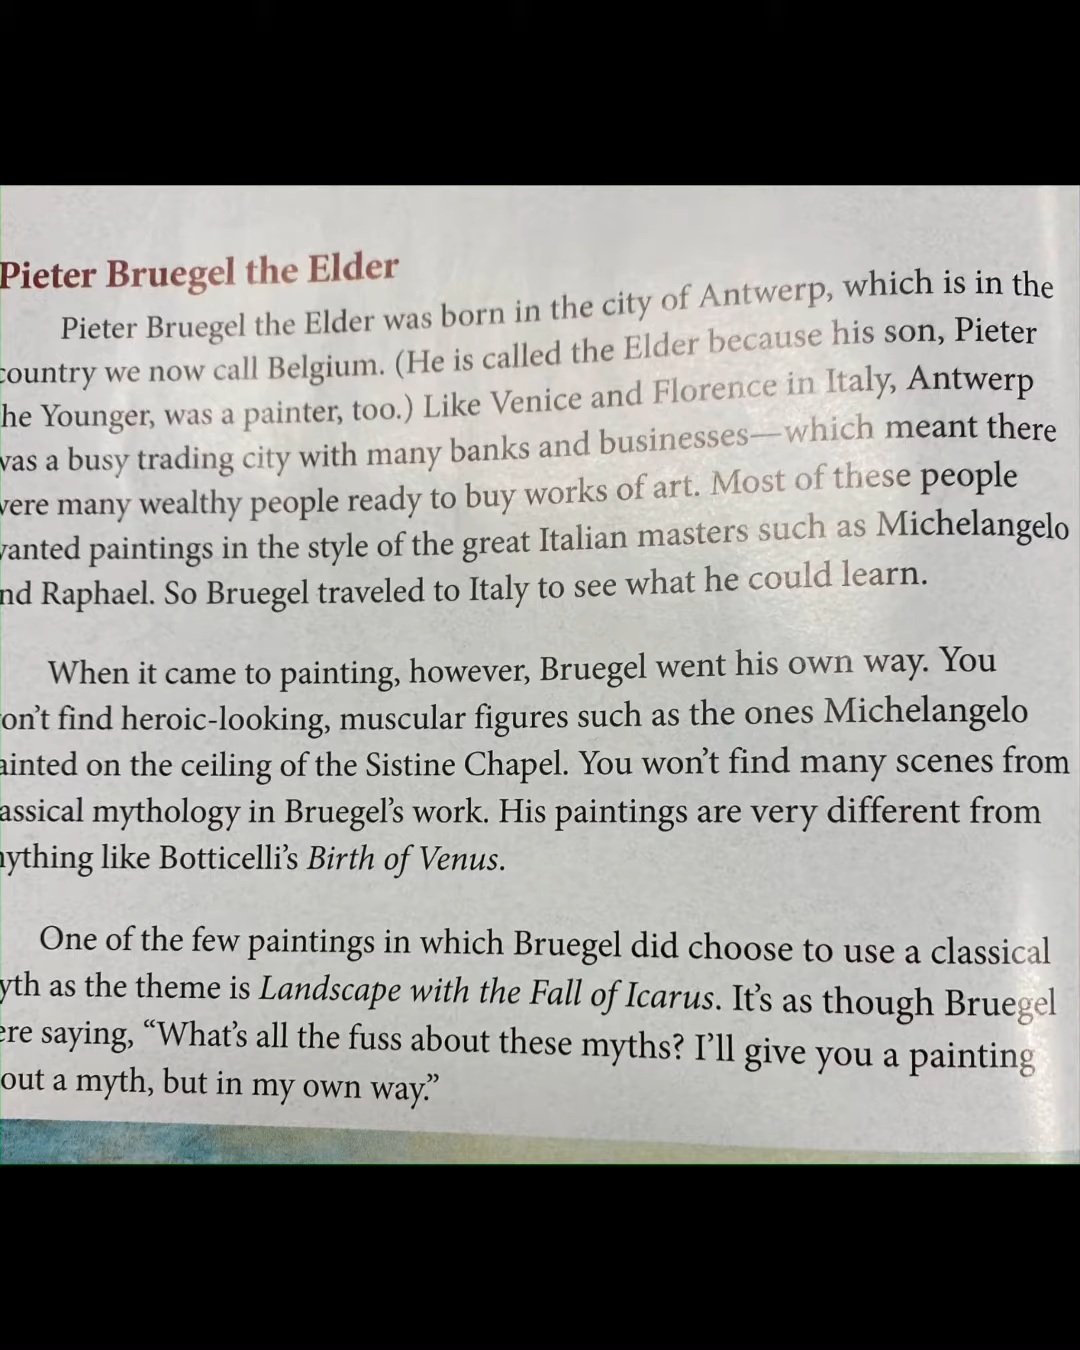 Pieter Bruegel the Elder
Pieter Bruegel the Elder was born in the city of Antwerp, which is in the
country we now call Belgium. (He is called the Elder because his son, Pieter
he Younger, was a painter, too.) Like Venice and Florence in Italy, Antwerp
was a busy trading city with many banks and businesses—which meant there
were many wealthy people ready to buy works of art. Most of these people
wanted paintings in the style of the great Italian masters such as Michelangelo
nd Raphael. So Bruegel traveled to Italy to see what he could learn.
When it came to painting, however, Bruegel went his own way. You
on't find heroic-looking, muscular figures such as the ones Michelangelo
ainted on the ceiling of the Sistine Chapel. You won't find many scenes from
assical mythology in Bruegel's work. His paintings are very different from
ything like Botticelli's Birth of Venus.
One of the few paintings in which Bruegel did choose to use a classical
yth as the theme is Landscape with the Fall of Icarus. It's as though Bruegel
ere saying, “What's all the fuss about these myths? I'll give you a painting
out a myth, but in my own way.”